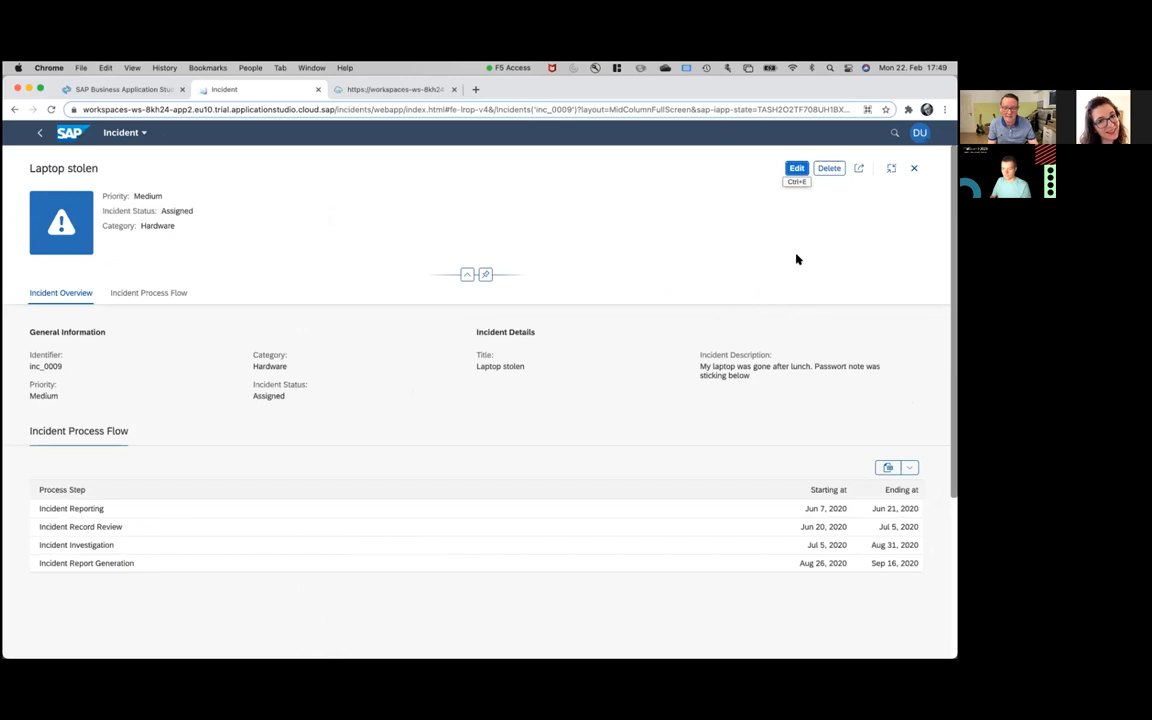 Chrome File Edit View History Bookmarks People Tab Window Help F5 Access Mon 22. Feb 17:49
SAP Business Application Stud Incident https://workspaces-ws-8kh24
workspaces-ws-8kh24-app2.eu10.trial.applicationstudio.cloud.sap/incidents/webapp/index.html#fe-lrop-v4&/Incidents('inc_0009')?layout=MidColumnFullScreen&sap-iapp-state=TASH2O2TF708UH1BX...
SAP Incident DU
Laptop stolen Edit Delete
Ctrl+E
Priority: Medium
Incident Status: Assigned
Category: Hardware
Incident Overview Incident Process Flow
General Information Incident Details
Identifier: Category: Title: Incident Description:
inc_0009 Hardware Laptop stolen My laptop was gone after lunch. Passwort note was
sticking below
Priority: Incident Status:
Medium Assigned
Incident Process Flow
Process Step Starting at Ending at
Incident Reporting Jun 7, 2020 Jun 21, 2020
Incident Record Review Jun 20, 2020 Jul 5, 2020
Incident Investigation Jul 5, 2020 Aug 31, 2020
Incident Report Generation Aug 26, 2020 Sep 16, 2020